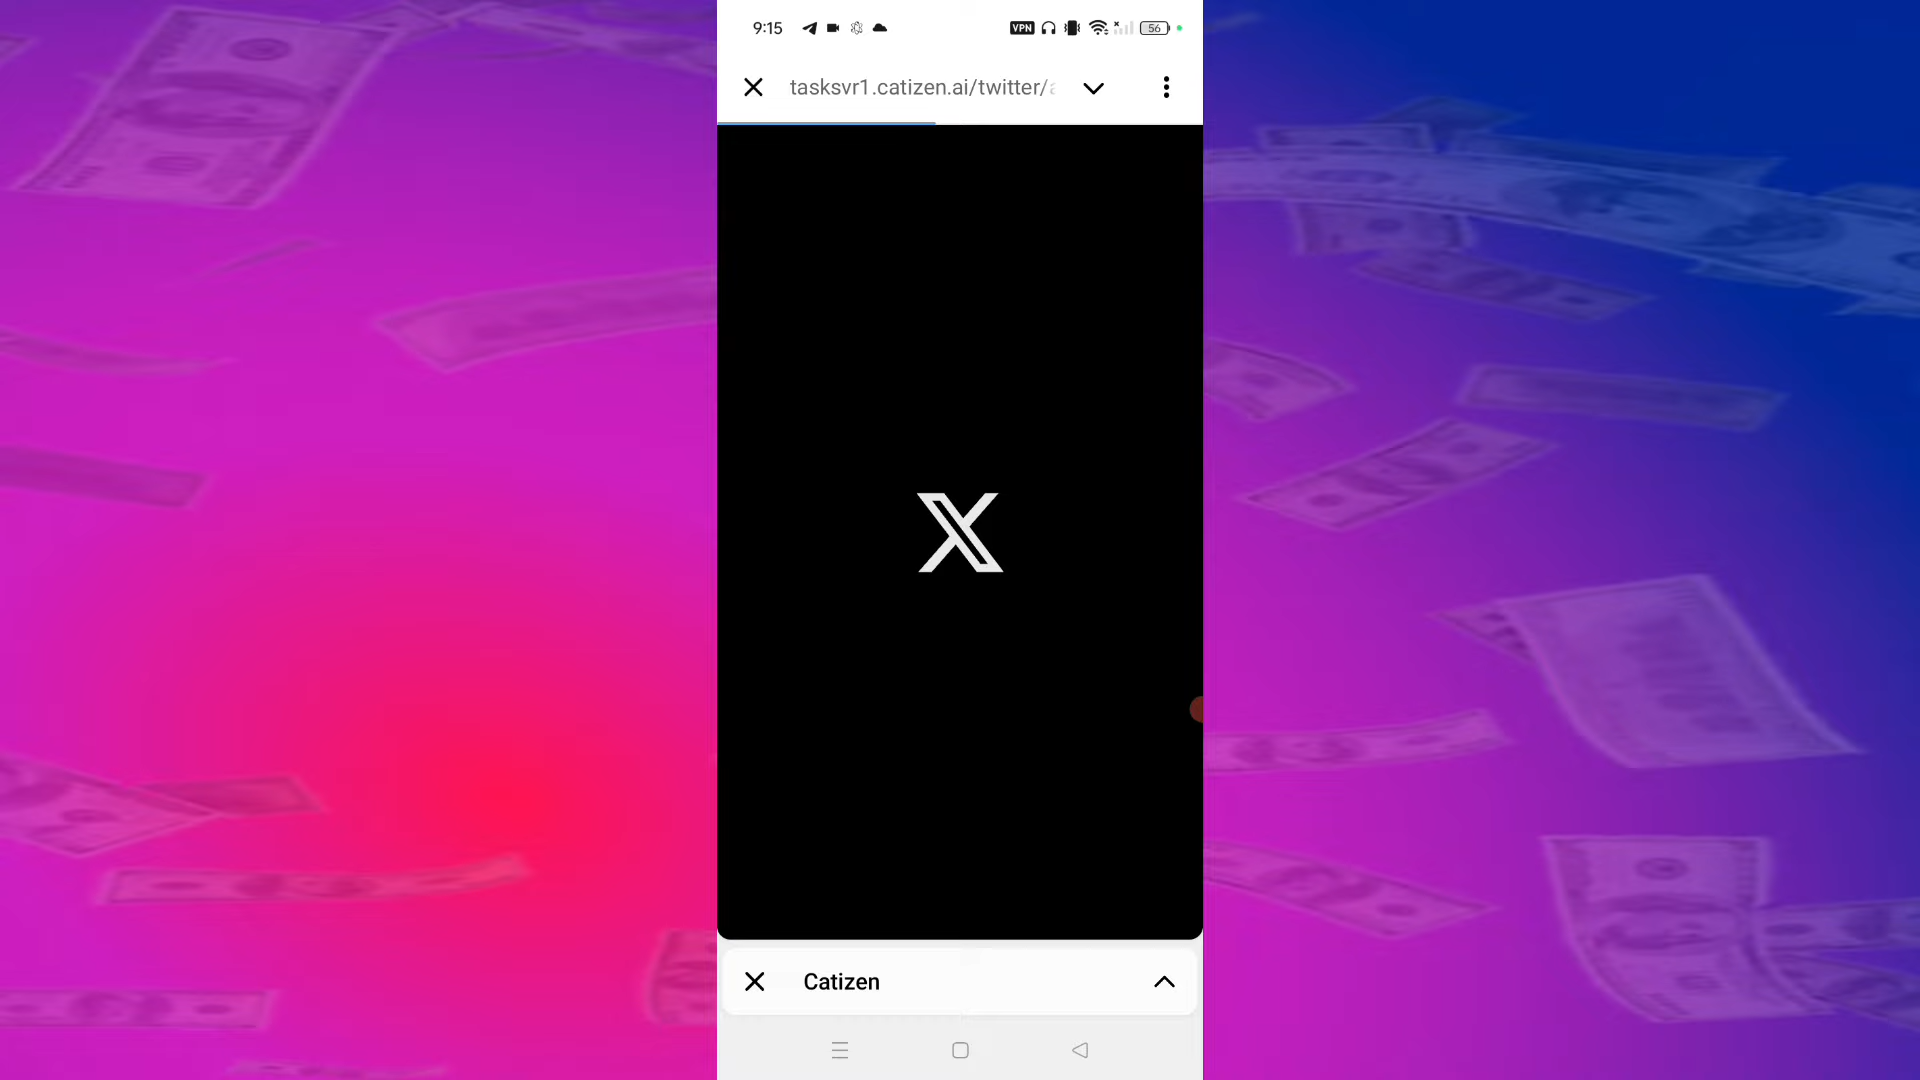 9:15
VPN
56
tasksvr1.catizen.ai/twitter/
X
Catizen